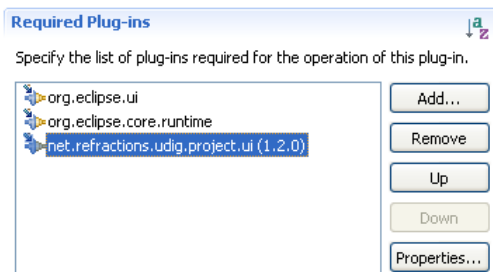 Required Plug-ins
a
z
Specify the list of plug-ins required for the operation of this plug-in.
org.eclipse.ui
org.eclipse.core.runtime
net.refractions.udig.project.ui (1.2.0)
Add...
Remove
Up
Down
Properties...